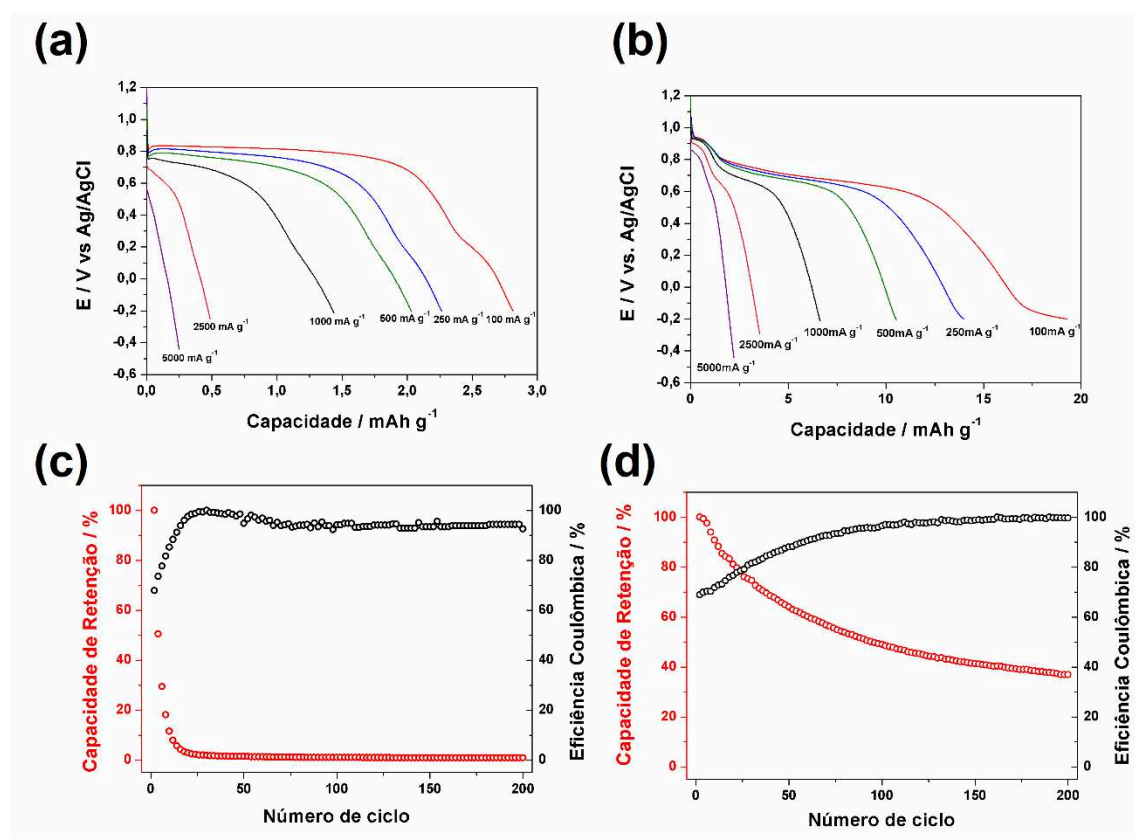 (a)
1,2
1,0
0,8
0,6
0,4
0,2
0,0
-0,2
-0,4
-0,6
E / V vs Ag/AgCl
5000 mA g-1
2500 mA g-1
1000 mA g-1
500 mA g-1
250 mA g-1
100 mA g-1
0,0 0,5 1,0 1,5 2,0 2,5 3,0
Capacidade / mAh g-1
(b)
1,2
1,0
0,8
0,6
0,4
0,2
0,0
-0,2
-0,4
-0,6
E / V vs. Ag/AgCl
5000mA g-1
2500mA g-1
1000mA g-1
500mA g-1
250mA g-1
100mA g-1
0 5 10 15 20
Capacidade / mAh g-1
(c)
Capacidade de Retenção / %
100
80
60
40
20
0
100
80
60
40
20
0
Eficiência Coulômbica / %
0 25 50 75 100 125 150 175 200
Número de ciclo
(d)
Capacidade de Retenção / %
100
80
60
40
20
0
100
80
60
40
20
0
Eficiência Coulômbica / %
0 50 100 150 200
Número de ciclo